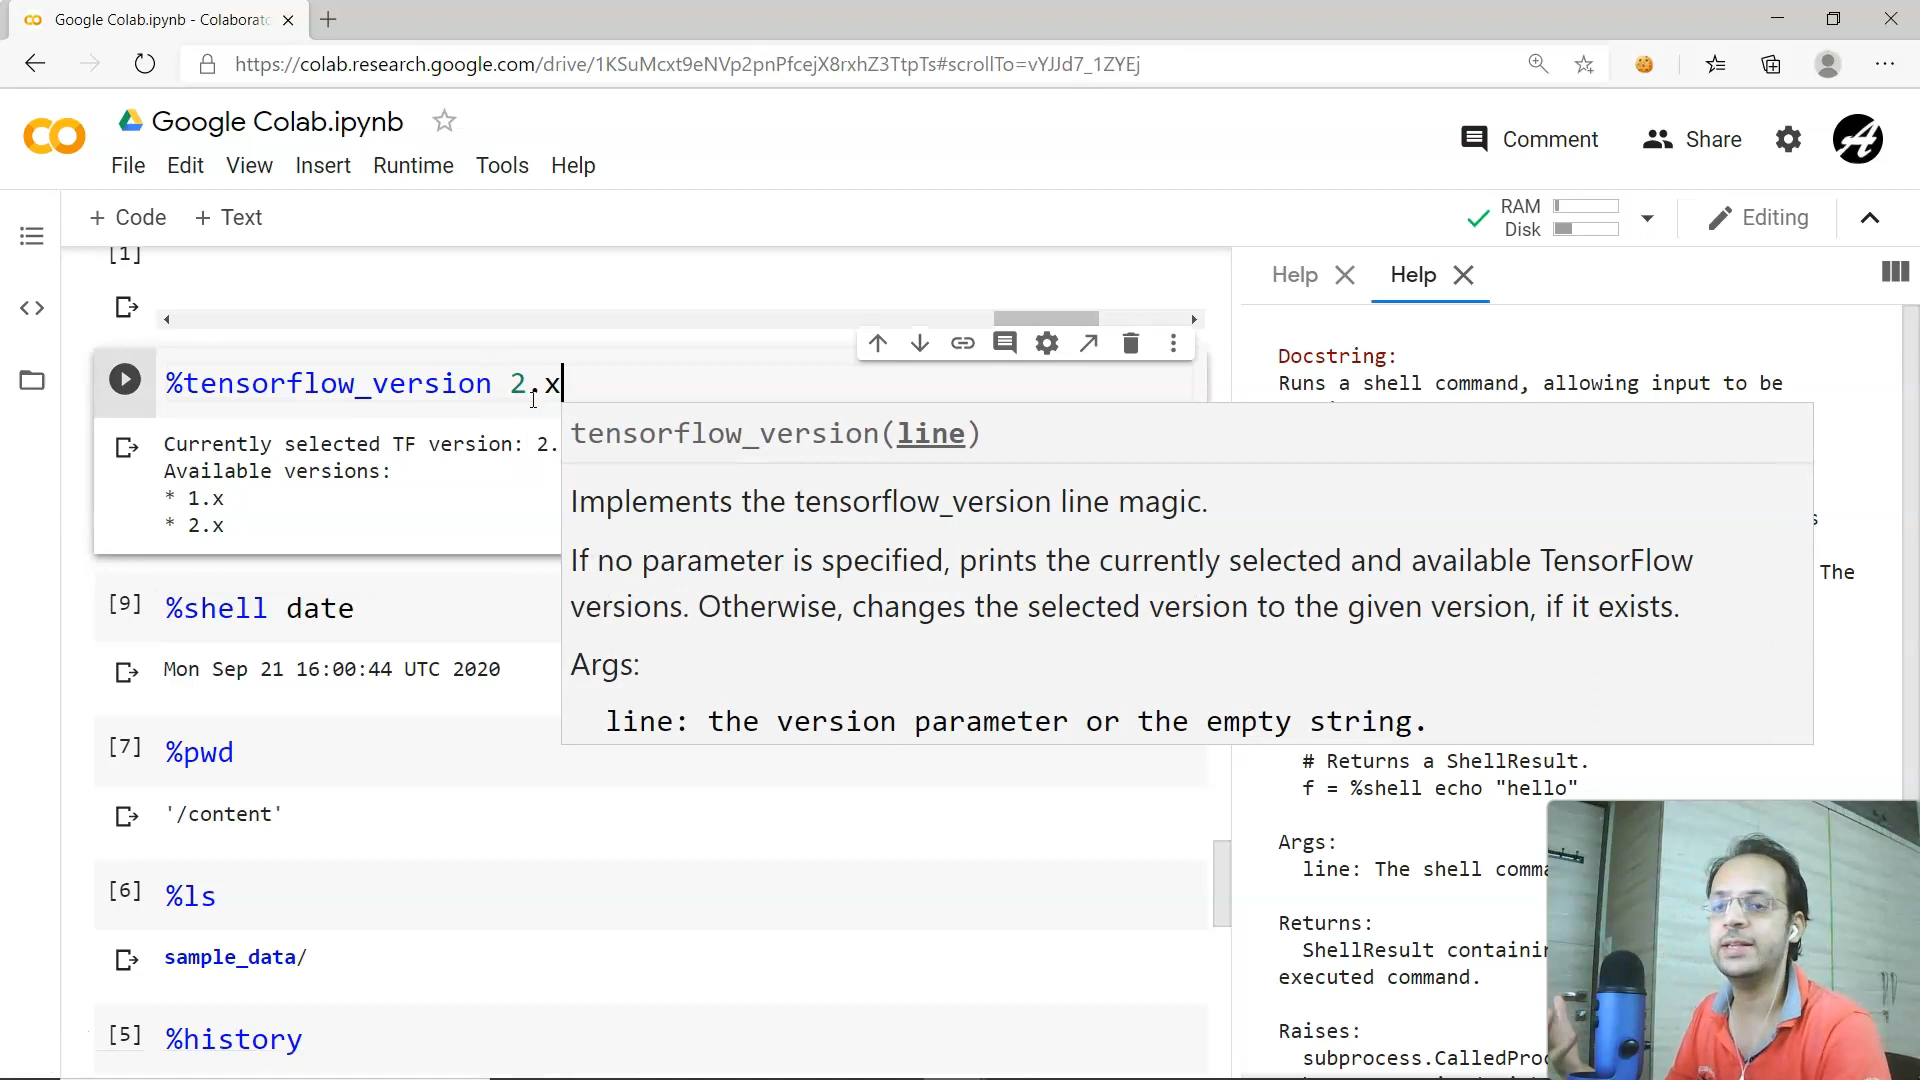 Google Colab.ipynb - Colaborato
https://colab.research.google.com/drive/1KSuMcxt9eNVp2pnPfcejX8rxhZ3TtpTs#scrollTo=vYJJd7_1ZYEj
Google Colab.ipynb
Comment
Share
File Edit View Insert Runtime Tools Help
+ Code + Text
RAM
Disk
Editing
[1]
Help
Help
%tensorflow_version 2.x
Currently selected TF version: 2.
Available versions:
* 1.x
* 2.x
tensorflow_version(line)
Implements the tensorflow_version line magic.
If no parameter is specified, prints the currently selected and available TensorFlow
versions. Otherwise, changes the selected version to the given version, if it exists.
Args:
line: the version parameter or the empty string.
[9] %shell date
Mon Sep 21 16:00:44 UTC 2020
[7] %pwd
'/content'
[6] %ls
sample_data/
[5] %history
Docstring:
Runs a shell command, allowing input to be
The
# Returns a ShellResult.
f = %shell echo "hello"
Args:
line: The shell comma
Returns:
ShellResult containin
executed command.
Raises:
subprocess.CalledProc